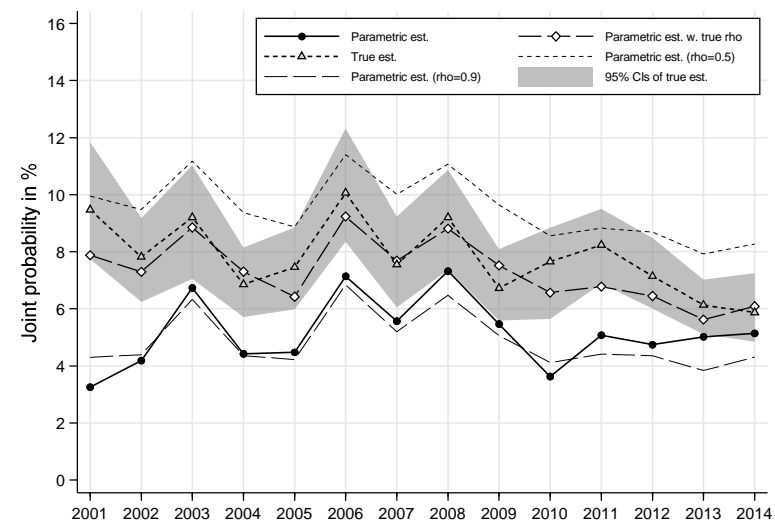 Parametric est.
Parametric est. w. true rho
True est.
Parametric est. (rho=0.5)
Parametric est. (rho=0.9)
95% CIs of true est.
Joint probability in %
16
14
12
10
8
6
4
2
0
2001 2002 2003 2004 2005 2006 2007 2008 2009 2010 2011 2012 2013 2014